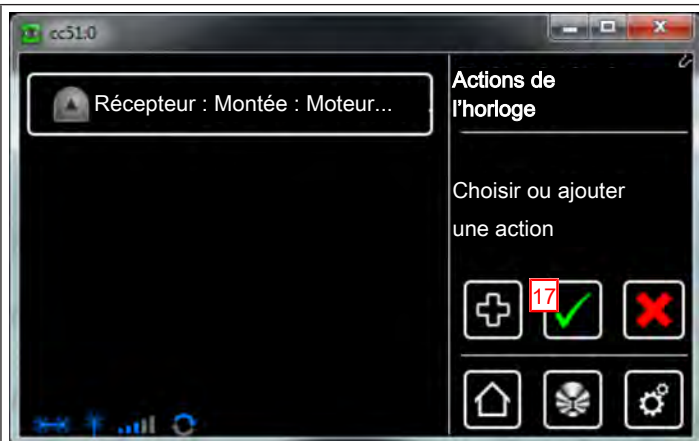 cc51:0
Récepteur : Montée : Moteur...
Actions de
l'horloge
Choisir ou ajouter
une action
17